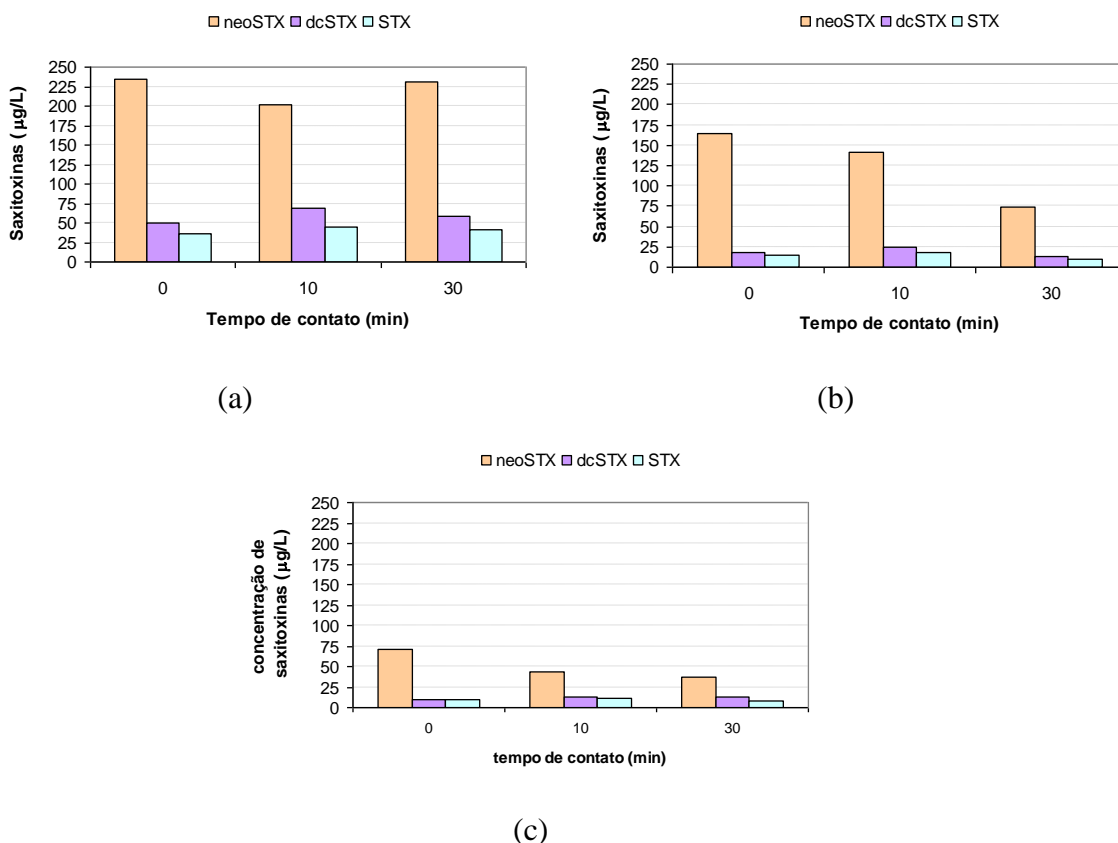 neoSTX dcSTX STX
Saxitoxinas ( µg/L)
250
225
200
175
150
125
100
75
50
25
0
0 10 30
Tempo de contato (min)
(a)
neoSTX dcSTX STX
Saxitoxinas ( µg/L)
250
225
200
175
150
125
100
75
50
25
0
0 10 30
Tempo de contato (min)
(b)
neoSTX dcSTX STX
concentração de
saxitoxinas (µg/L)
250
225
200
175
150
125
100
75
50
25
0
0 10 30
tempo de contato (min)
(c)